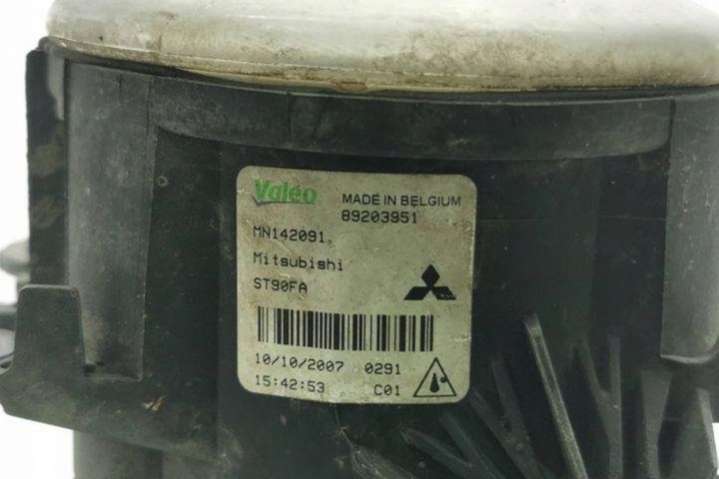 Valeo MADE IN BELGIUM
89203951
MN142091
Mitsubishi
ST90FA
10/10/2007 0291
15:42:53 C01